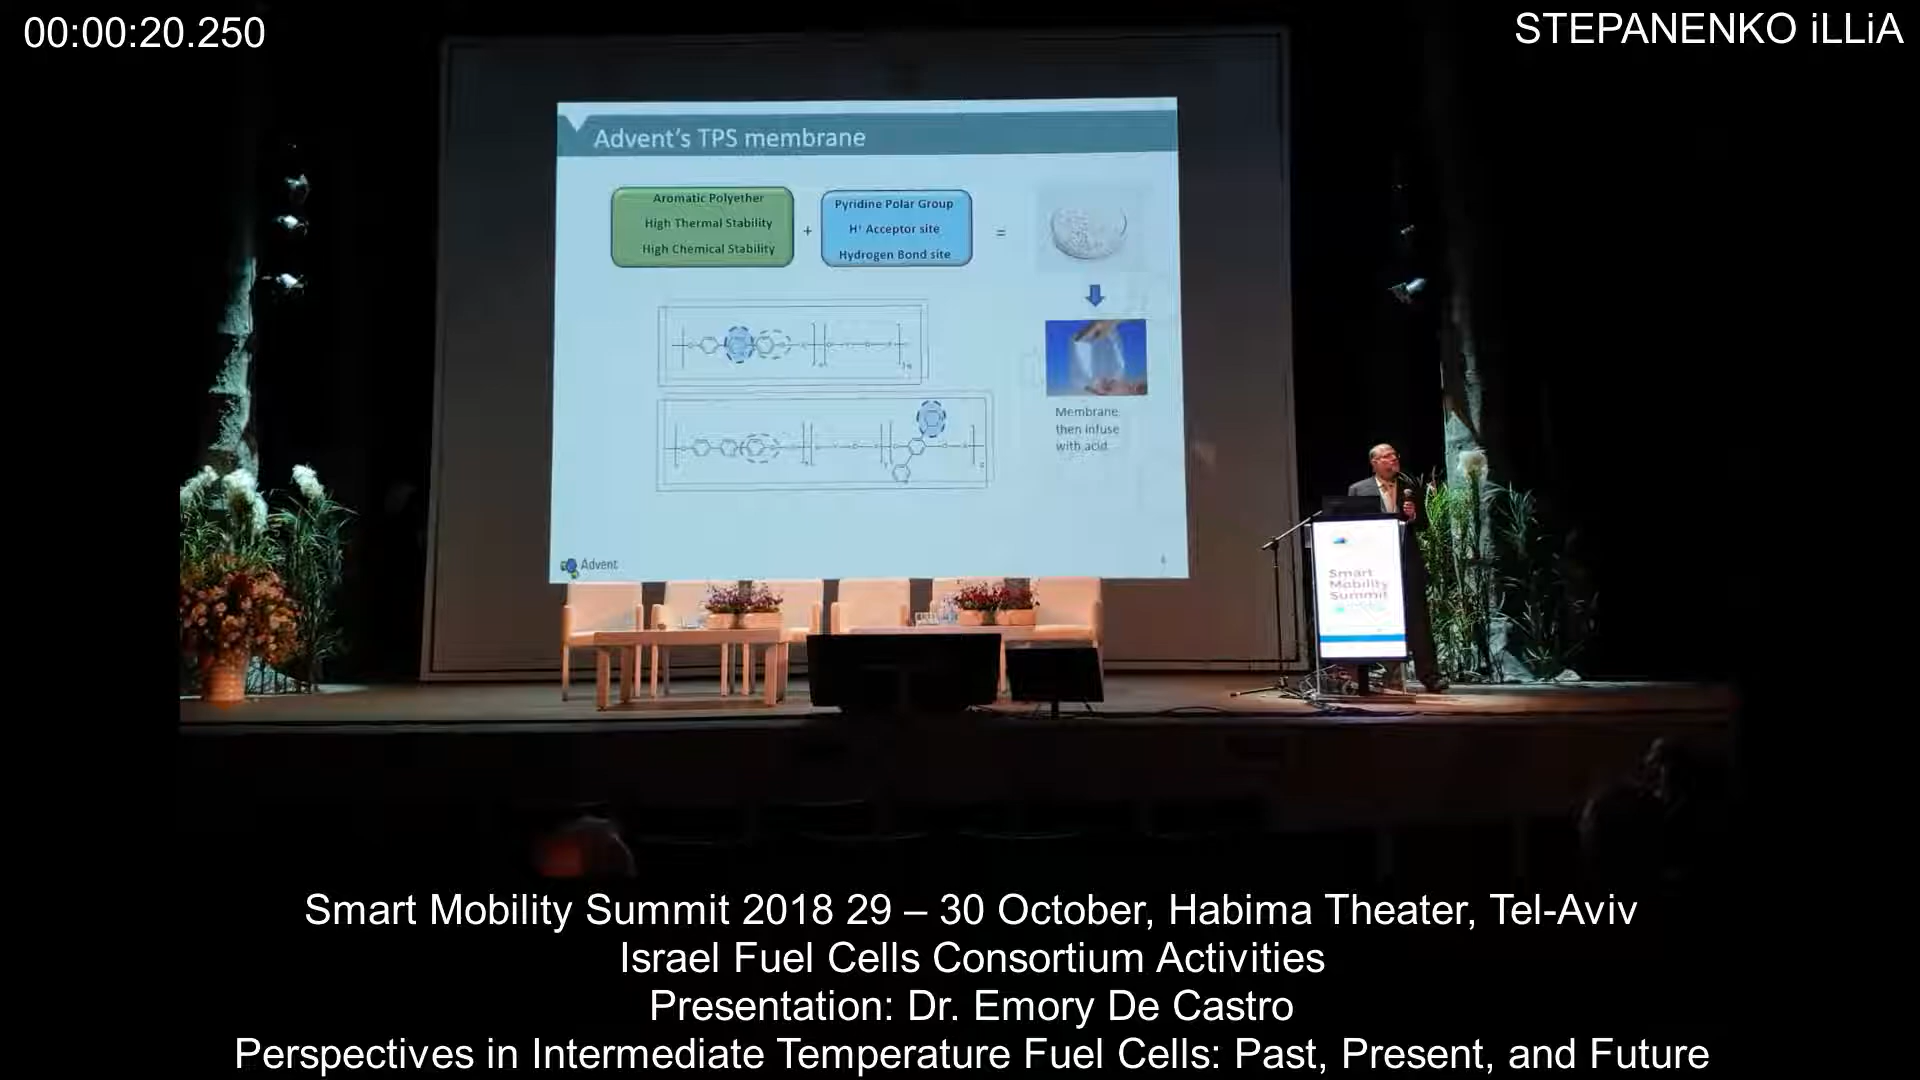 00:00:20.250
STEPANENKO iLLiA
Advent's TPS membrane
Aromatic Polyether
High Thermal Stability
High Chemical Stability
+
Pyridine Polar Group
H⁺ Acceptor site
Hydrogen Bond site
=
Membrane
then infuse
with acid
Advent
Smart
Mobility
Summit
Smart Mobility Summit 2018 29 – 30 October, Habima Theater, Tel-Aviv
Israel Fuel Cells Consortium Activities
Presentation: Dr. Emory De Castro
Perspectives in Intermediate Temperature Fuel Cells: Past, Present, and Future